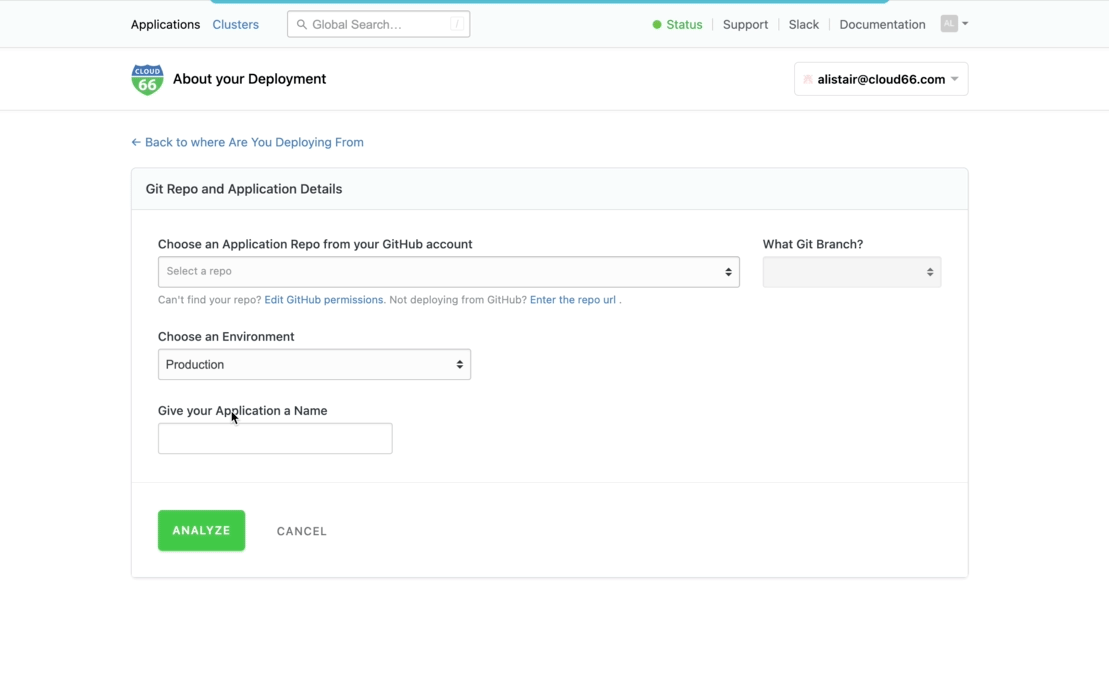 Applications Clusters Global Search... / Status Support Slack Documentation AL
CLOUD
66
About your Deployment alistair@cloud66.com
← Back to where Are You Deploying From
Git Repo and Application Details
Choose an Application Repo from your GitHub account What Git Branch?
Select a repo
Can't find your repo? Edit GitHub permissions. Not deploying from GitHub? Enter the repo url .
Choose an Environment
Production
Give your Application a Name
ANALYZE CANCEL